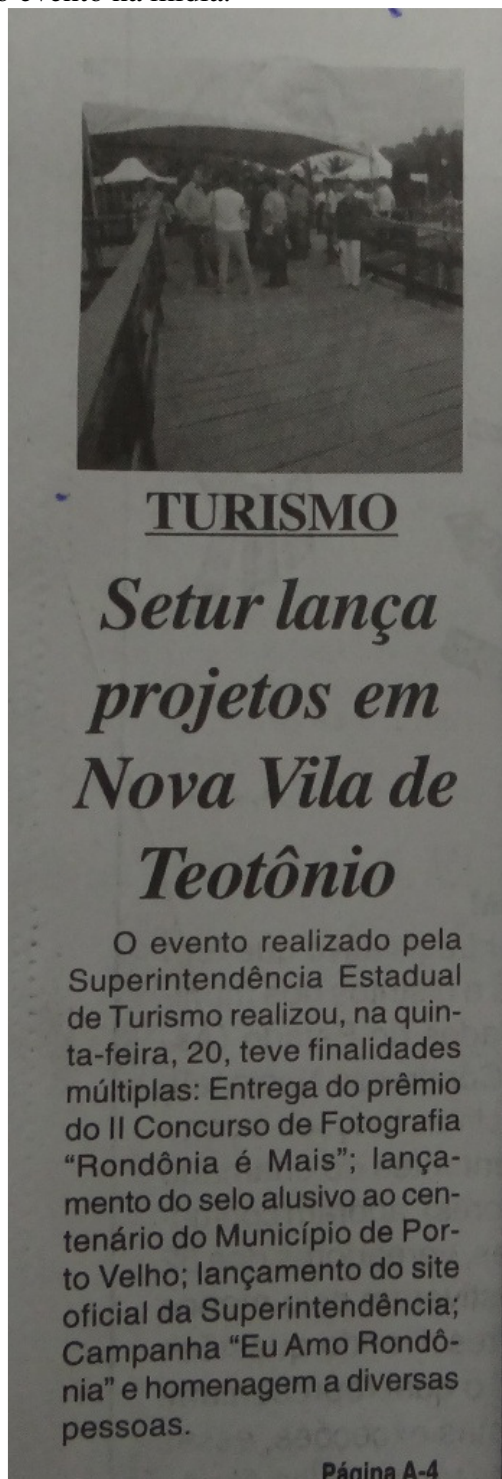 o evento na mídia.
TURISMO
Setur lança
projetos em
Nova Vila de
Teotônio
O evento realizado pela
Superintendência Estadual
de Turismo realizou, na quin-
ta-feira, 20, teve finalidades
múltiplas: Entrega do prêmio
do II Concurso de Fotografia
“Rondônia é Mais”; lança-
mento do selo alusivo ao cen-
tenário do Município de Por-
to Velho; lançamento do site
oficial da Superintendência;
Campanha “Eu Amo Rondô-
nia” e homenagem a diversas
pessoas.
Página A-4